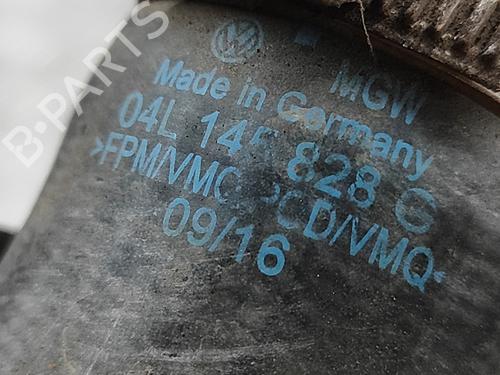 B-PARTS
MGW
Made in Germany
04L 145 828 G
>FPM/VMQ CD/VMQ<
09/16